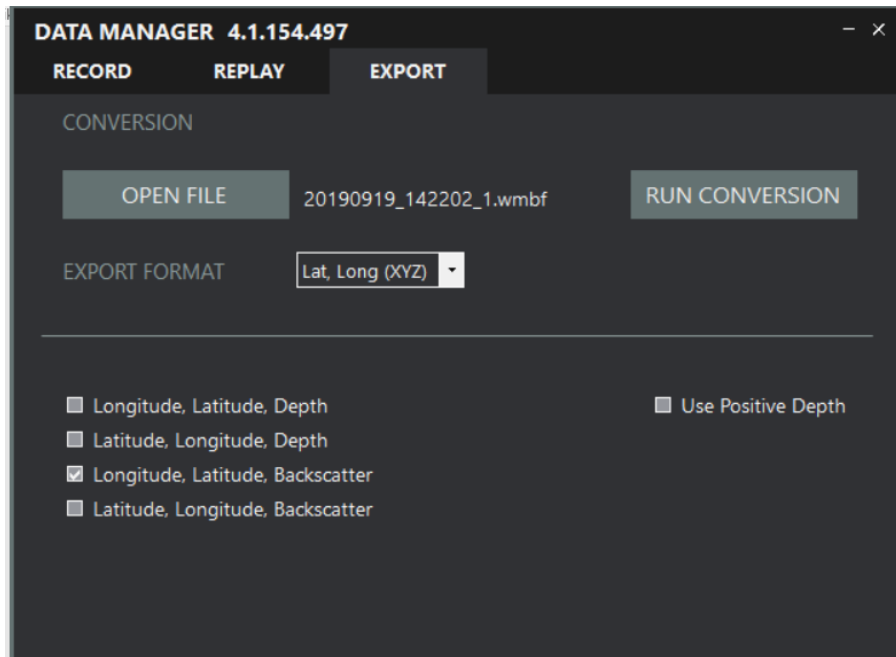 DATA MANAGER 4.1.154.497
RECORD REPLAY EXPORT
CONVERSION
OPEN FILE 20190919_142202_1.wmbf RUN CONVERSION
EXPORT FORMAT Lat, Long (XYZ)
Longitude, Latitude, Depth Use Positive Depth
Latitude, Longitude, Depth
Longitude, Latitude, Backscatter
Latitude, Longitude, Backscatter